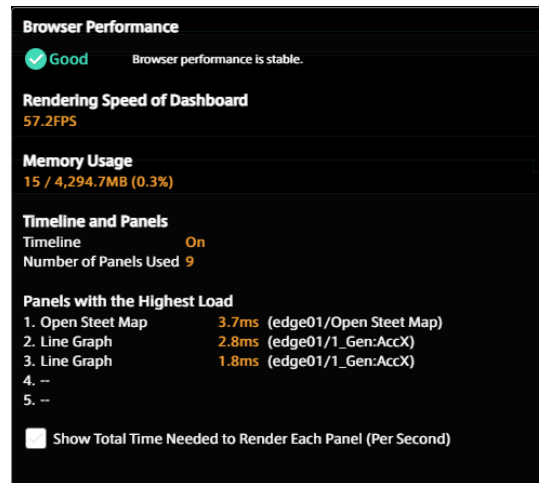 Browser Performance
Good Browser performance is stable.
Rendering Speed of Dashboard
57.2FPS
Memory Usage
15 / 4,294.7MB (0.3%)
Timeline and Panels
Timeline On
Number of Panels Used 9
Panels with the Highest Load
1. Open Steet Map 3.7ms (edge01/Open Steet Map)
2. Line Graph 2.8ms (edge01/1_Gen:AccX)
3. Line Graph 1.8ms (edge01/1_Gen:AccX)
4. --
5. --
Show Total Time Needed to Render Each Panel (Per Second)